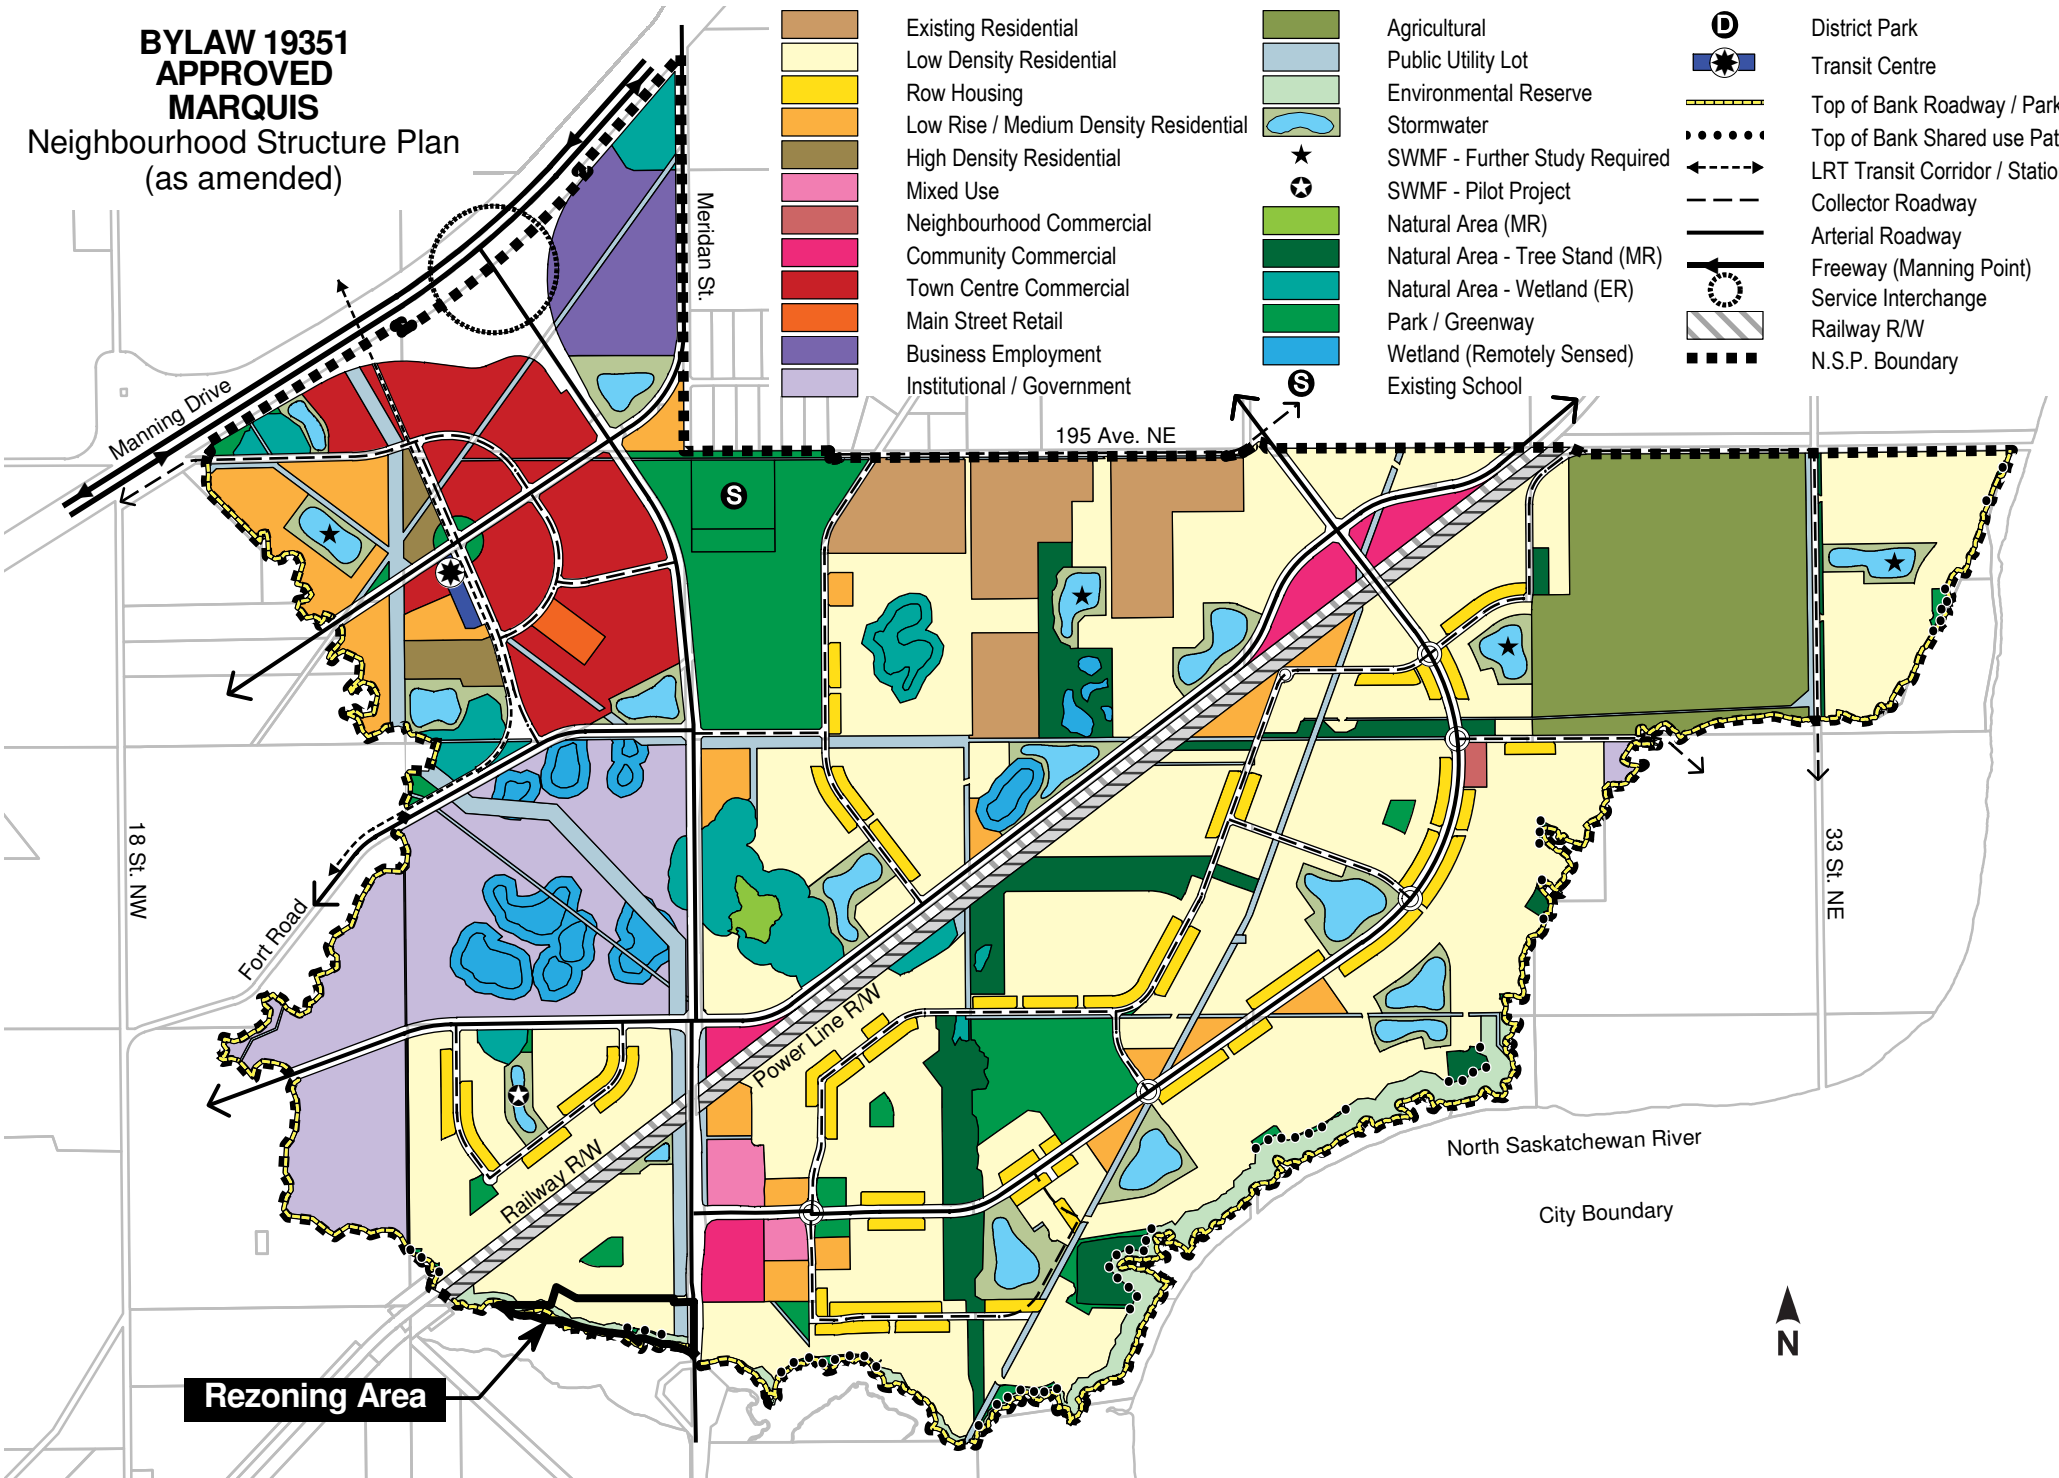 BYLAW 19351
APPROVED
MARQUIS
Neighbourhood Structure Plan
(as amended)
Existing Residential
Low Density Residential
Row Housing
Low Rise / Medium Density Residential
High Density Residential
Mixed Use
Neighbourhood Commercial
Community Commercial
Town Centre Commercial
Main Street Retail
Business Employment
Institutional / Government
Agricultural
Public Utility Lot
Environmental Reserve
Stormwater
SWMF - Further Study Required
SWMF - Pilot Project
Natural Area (MR)
Natural Area - Tree Stand (MR)
Natural Area - Wetland (ER)
Park / Greenway
Wetland (Remotely Sensed)
S
Existing School
D
District Park
Transit Centre
Top of Bank Roadway / Park
Top of Bank Shared use Pat
LRT Transit Corridor / Statio
Collector Roadway
Arterial Roadway
Freeway (Manning Point)
Service Interchange
Railway R/W
N.S.P. Boundary
Meridan St.
Manning Drive
195 Ave. NE
S
18 St. NW
Fort Road
33 St. NE
Power Line R/W
Railway R/W
North Saskatchewan River
City Boundary
Rezoning Area
N